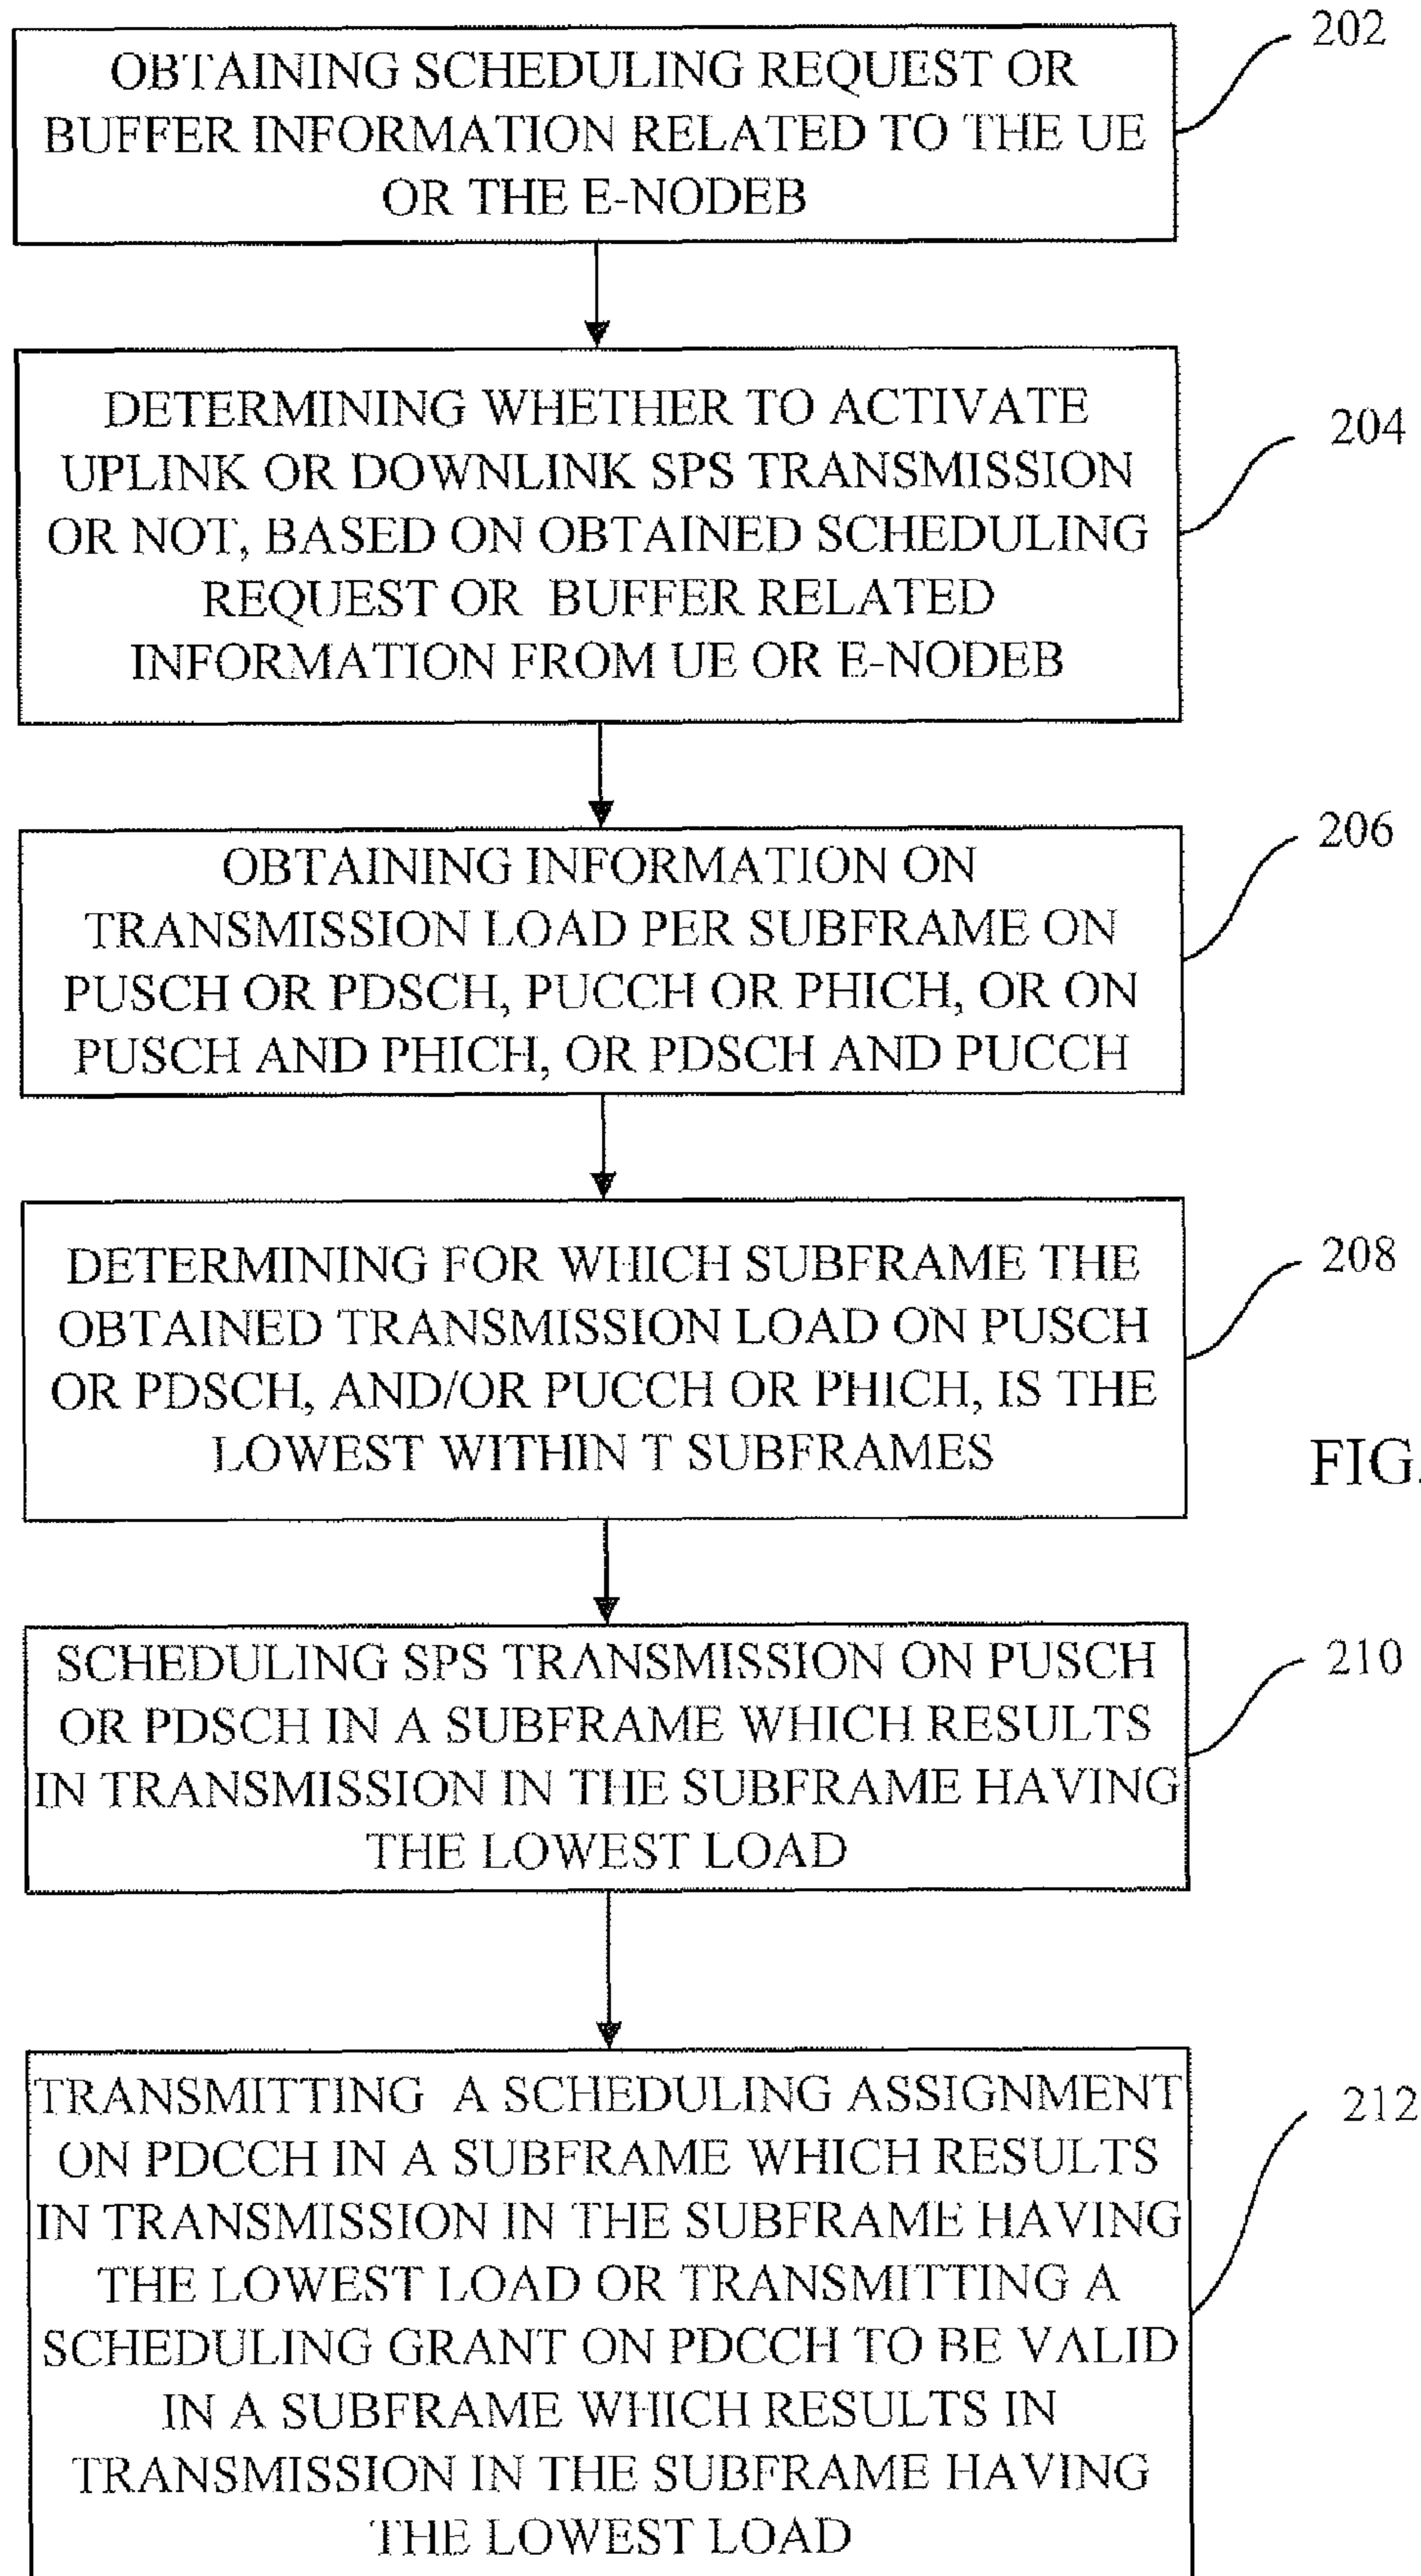 202
OBTAINING SCHEDULING REQUEST OR
BUFFER INFORMATION RELATED TO THE UE
OR THE E-NODEB
204
DETERMINING WHETHER TO ACTIVATE
UPLINK OR DOWNLINK SPS TRANSMISSION
OR NOT, BASED ON OBTAINED SCHEDULING
REQUEST OR BUFFER RELATED
INFORMATION FROM UE OR E-NODEB
206
OBTAINING INFORMATION ON
TRANSMISSION LOAD PER SUBFRAME ON
PUSCH OR PDSCH, PUCCH OR PHICH, OR ON
PUSCH AND PHICH, OR PDSCH AND PUCCH
208
DETERMINING FOR WHICH SUBFRAME THE
OBTAINED TRANSMISSION LOAD ON PUSCH
OR PDSCH, AND/OR PUCCH OR PHICH, IS THE
LOWEST WITHIN T SUBFRAMES
FIG.
210
SCHEDULING SPS TRANSMISSION ON PUSCH
OR PDSCH IN A SUBFRAME WHICH RESULTS
IN TRANSMISSION IN THE SUBFRAME HAVING
THE LOWEST LOAD
212
TRANSMITTING A SCHEDULING ASSIGNMENT
ON PDCCH IN A SUBFRAME WHICH RESULTS
IN TRANSMISSION IN THE SUBFRAME HAVING
THE LOWEST LOAD OR TRANSMITTING A
SCHEDULING GRANT ON PDCCH TO BE VALID
IN A SUBFRAME WHICH RESULTS IN
TRANSMISSION IN THE SUBFRAME HAVING
THE LOWEST LOAD